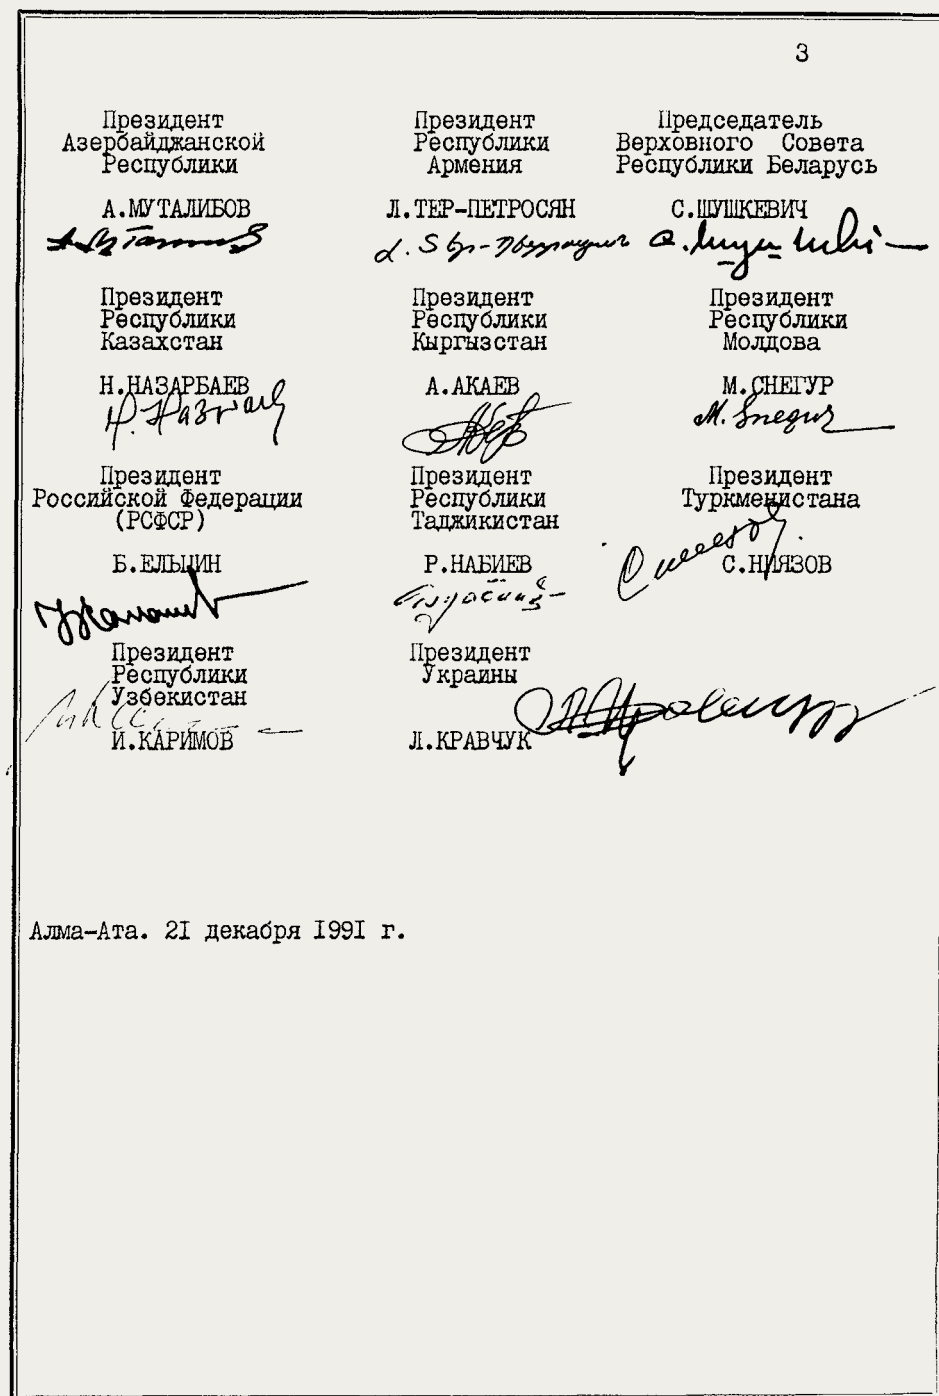 3
Президент Президент Председатель
Азербайджанской Республики Верховного Совета
Республики Армения Республики Беларусь
А.МУТАЛИБОВ Л.ТЕР-ПЕТРОСЯН С.ШУШКЕВИЧ
Президент Президент Президент
Республики Республики Республики
Казахстан Кыргызстан Молдова
Н.НАЗАРБАЕВ А.АКАЕВ М.СНЕГУР
M. Snegur
Президент Президент Президент
Российской Федерации Республики Туркменистана
(РСФСР) Таджикистан
Б.ЕЛЬЦИН Р.НАБИЕВ С.НИЯЗОВ
Президент Президент
Республики Украины
Узбекистан
И.КАРИМОВ Л.КРАВЧУК
Алма-Ата. 2I декабря I99I г.